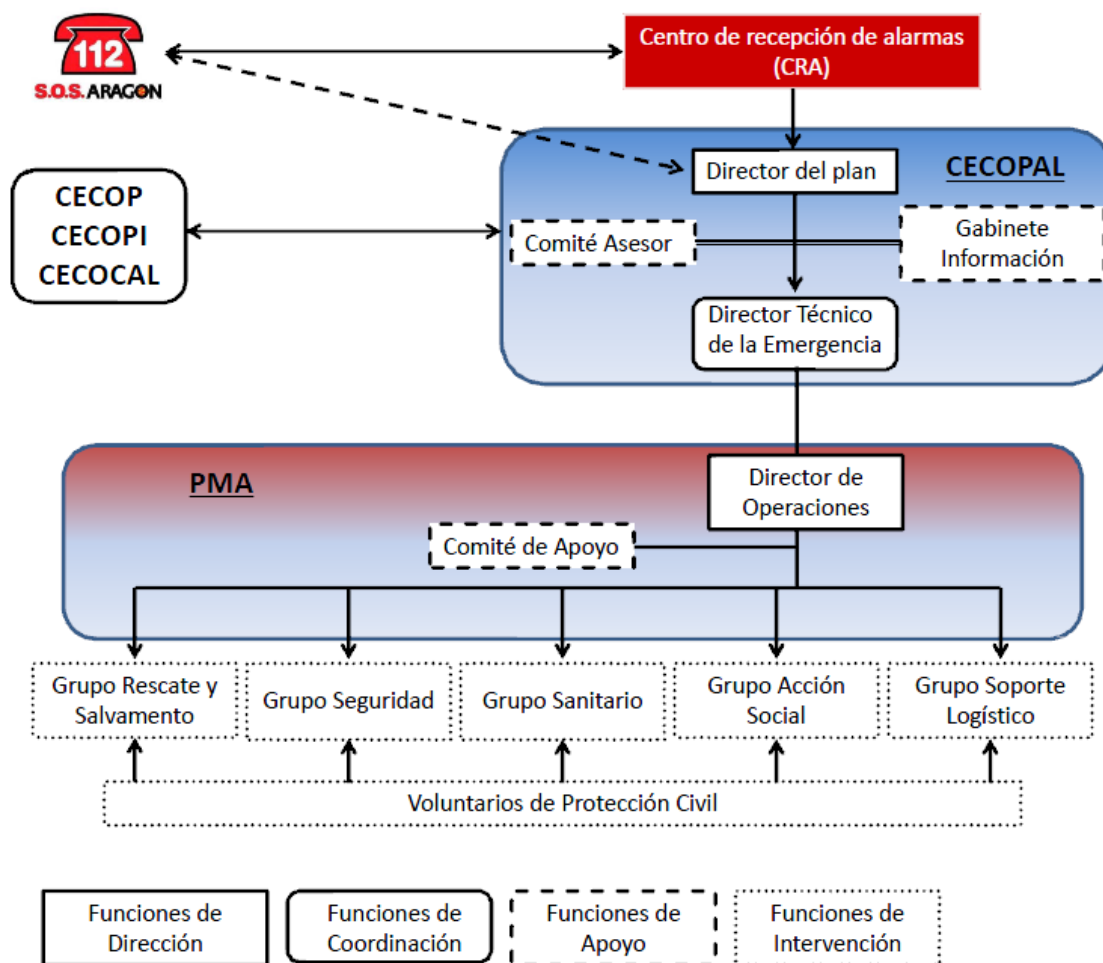 112
S.O.S. ARAGON
Centro de recepción de alarmas
(CRA)
CECOPAL
Director del plan
CECOP
CECOPI
CECOCAL
Comité Asesor
Gabinete
Información
Director Técnico
de la Emergencia
PMA
Director de
Operaciones
Comité de Apoyo
Grupo Rescate y
Salvamento
Grupo Seguridad
Grupo Sanitario
Grupo Acción
Social
Grupo Soporte
Logístico
Voluntarios de Protección Civil
Funciones de
Dirección
Funciones de
Coordinación
Funciones de
Apoyo
Funciones de
Intervención